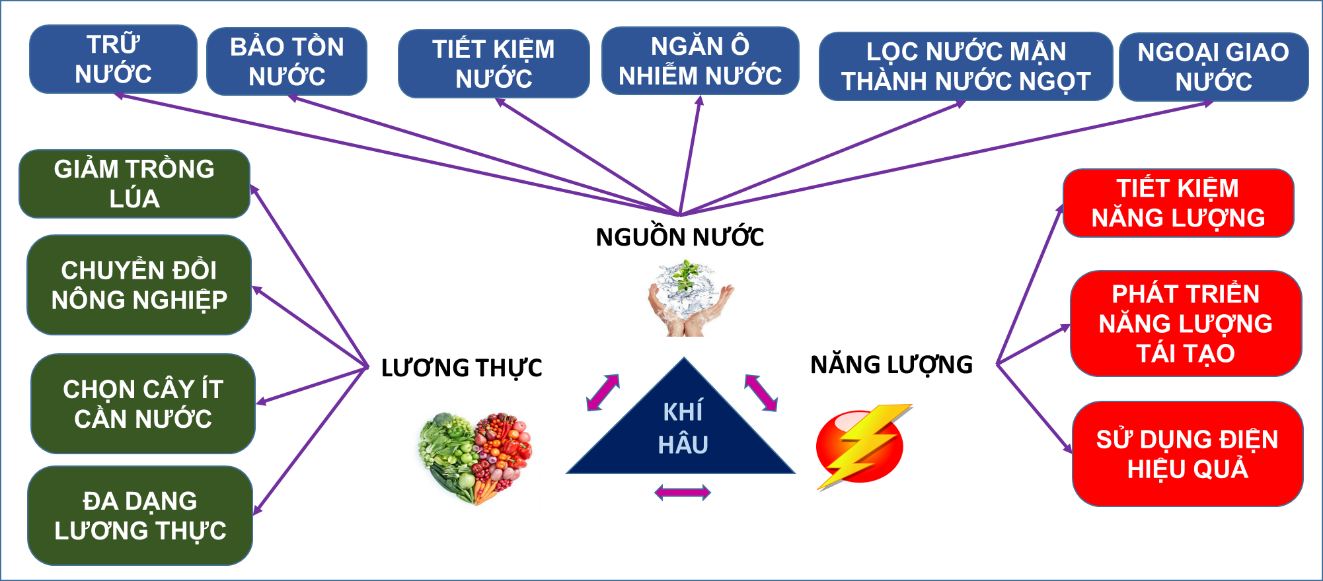 TRỮ
NƯỚC
BẢO TỒN
NƯỚC
TIẾT KIỆM
NƯỚC
NGĂN Ô
NHIỄM NƯỚC
LỌC NƯỚC MẶN
THÀNH NƯỚC NGỌT
NGOẠI GIAO
NƯỚC
GIẢM TRỒNG
LÚA
CHUYỂN ĐỔI
NÔNG NGHIỆP
CHỌN CÂY ÍT
CẦN NƯỚC
ĐA DẠNG
LƯƠNG THỰC
NGUỒN NƯỚC
LƯƠNG THỰC
NĂNG LƯỢNG
KHÍ
HÂU
TIẾT KIỆM
NĂNG LƯỢNG
PHÁT TRIỂN
NĂNG LƯỢNG
TÁI TẠO
SỬ DỤNG ĐIỆN
HIỆU QUẢ